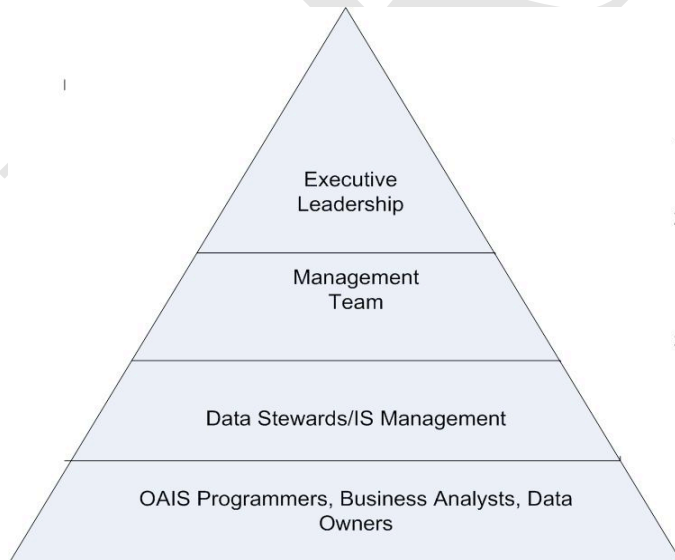 Executive
Leadership
Management
Team
Data Stewards/IS Management
OAIS Programmers, Business Analysts, Data
Owners